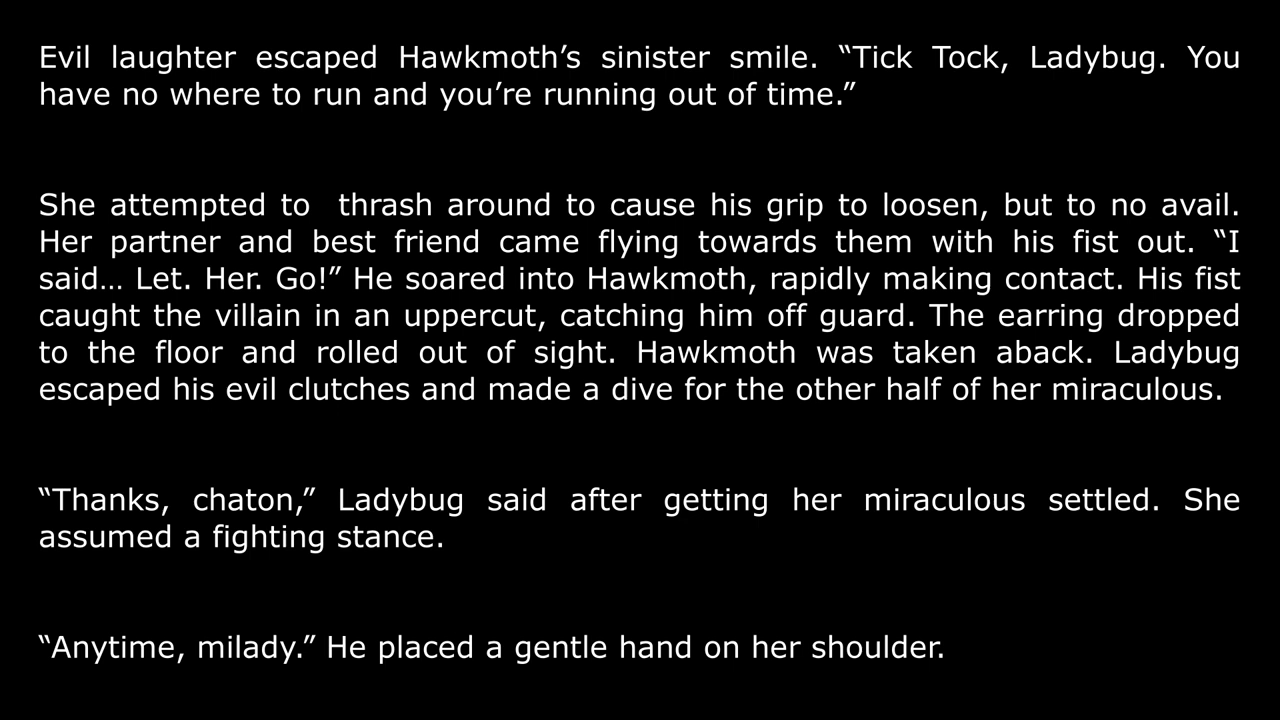 Evil laughter escaped Hawkmoth’s sinister smile. “Tick Tock, Ladybug. You
have no where to run and you’re running out of time.”
She attempted to  thrash around to cause his grip to loosen, but to no avail.
Her partner and best friend came flying towards them with his fist out. “I
said… Let. Her. Go!” He soared into Hawkmoth, rapidly making contact. His fist
caught the villain in an uppercut, catching him off guard. The earring dropped
to the floor and rolled out of sight. Hawkmoth was taken aback. Ladybug
escaped his evil clutches and made a dive for the other half of her miraculous.
“Thanks, chaton,” Ladybug said after getting her miraculous settled. She
assumed a fighting stance.
“Anytime, milady.” He placed a gentle hand on her shoulder.